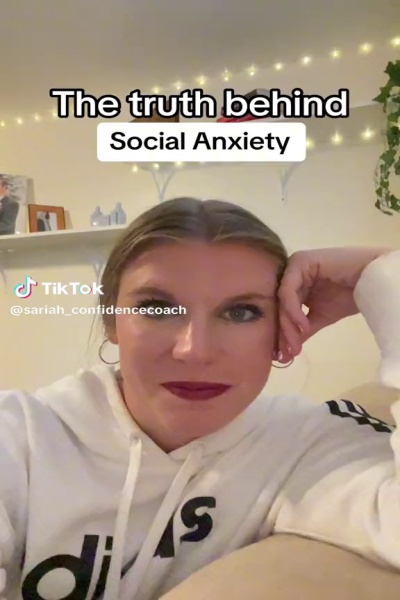 The truth behind
Social Anxiety
TikTok
@sariah_confidencecoach